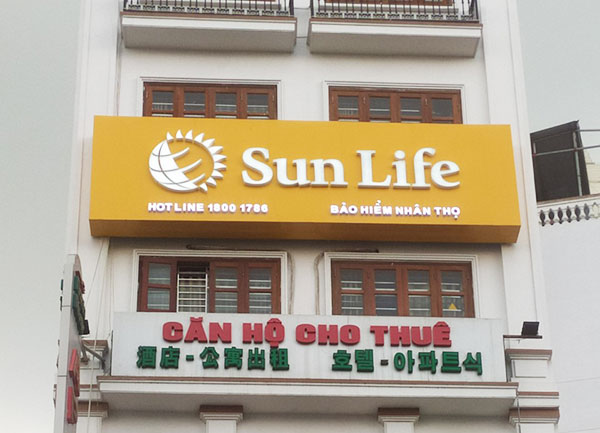 Sun Life
HOTLINE 1800 1786 BẢO HIỂM NHÂN THỌ
CĂN HỘ CHO THUÊ
酒店-公寓出租 호텔-아파트식